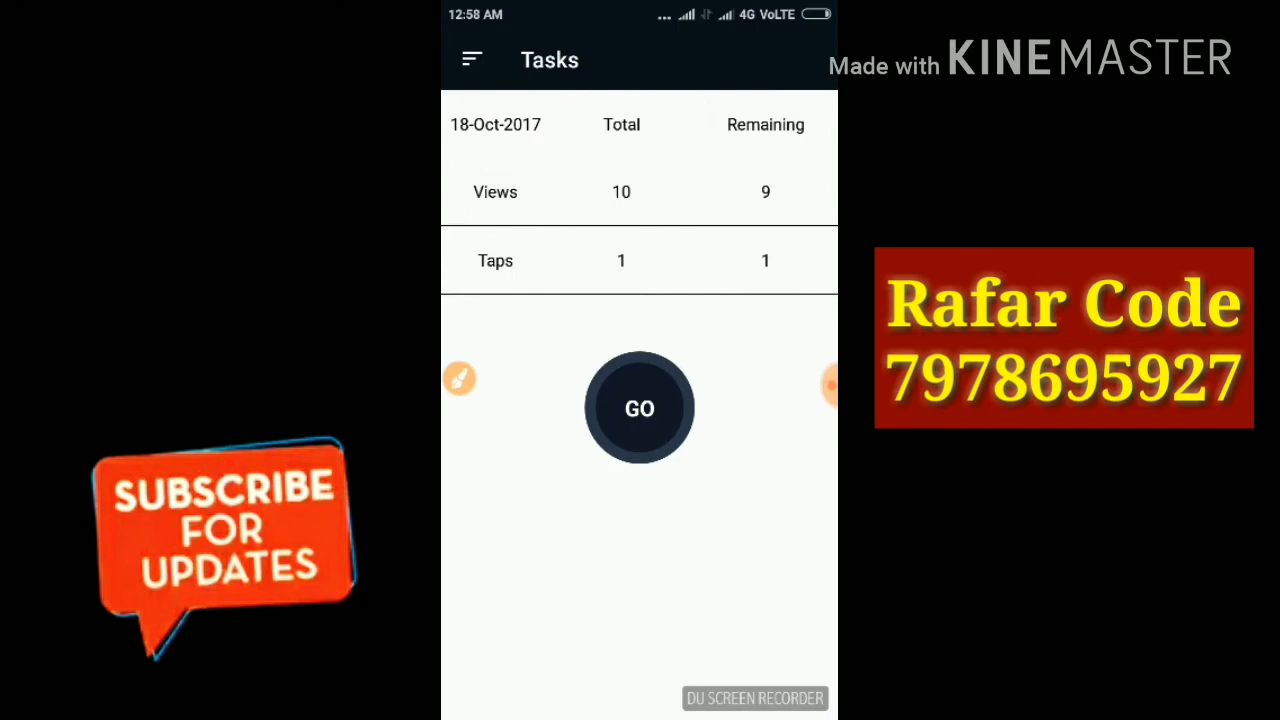 12:58 AM
4G VoLTE
Tasks
Made with KINEMASTER
18-Oct-2017 Total Remaining
Views 10 9
Taps 1 1
GO
Rafar Code
7978695927
SUBSCRIBE
FOR
UPDATES
DU SCREEN RECORDER